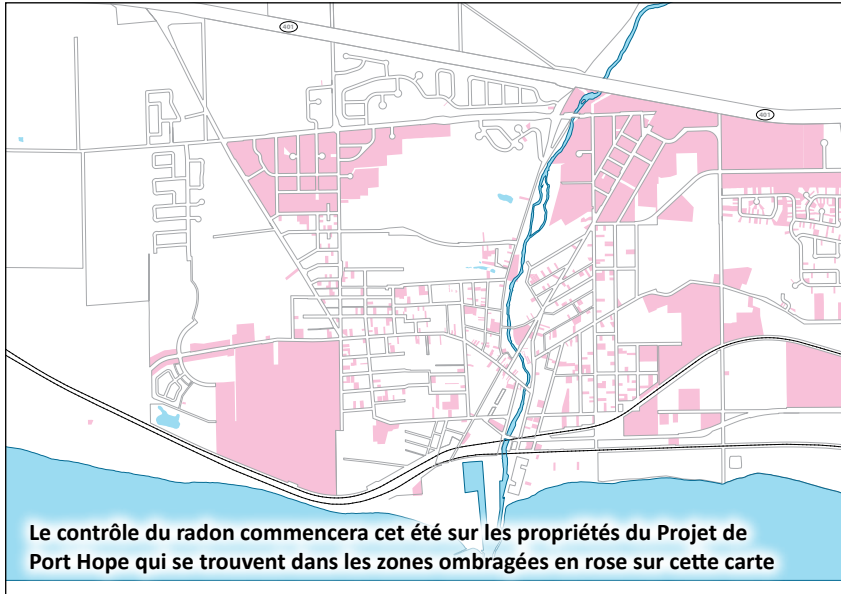 401
401
Le contrôle du radon commencera cet été sur les propriétés du Projet de
Port Hope qui se trouvent dans les zones ombragées en rose sur cette carte